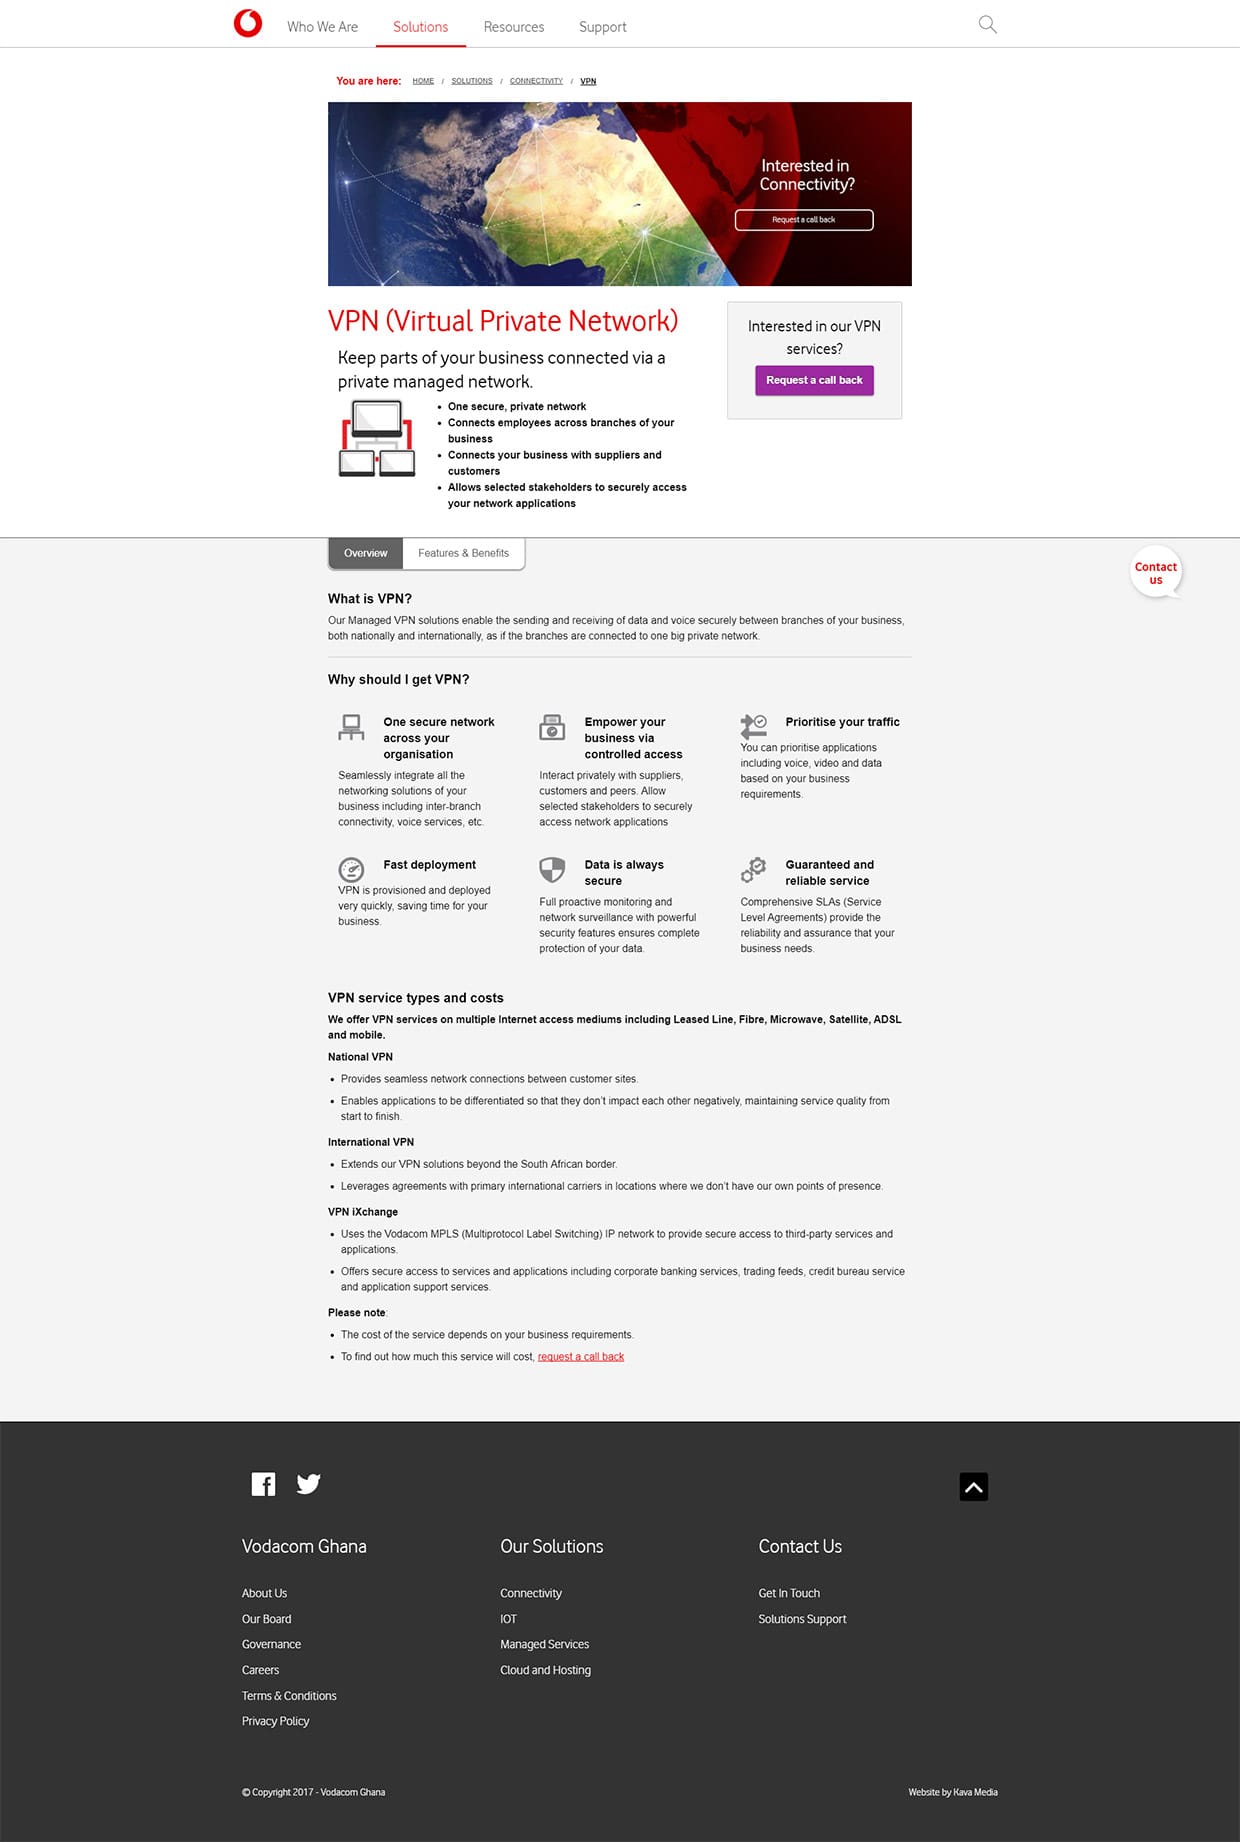 Who We Are Solutions Resources Support
You are here: HOME / SOLUTIONS / CONNECTIVITY / VPN
Interested in
Connectivity?
Request a call back
VPN (Virtual Private Network)
Keep parts of your business connected via a
private managed network.
• One secure, private network
• Connects employees across branches of your
business
• Connects your business with suppliers and
customers
• Allows selected stakeholders to securely access
your network applications
Interested in our VPN
services?
Request a call back
Overview Features & Benefits
Contact
us
What is VPN?
Our Managed VPN solutions enable the sending and receiving of data and voice securely between branches of your business,
both nationally and internationally, as if the branches are connected to one big private network.
Why should I get VPN?
One secure network
across your
organisation
Seamlessly integrate all the
networking solutions of your
business including inter-branch
connectivity, voice services, etc.
Empower your
business via
controlled access
Interact privately with suppliers,
customers and peers. Allow
selected stakeholders to securely
access network applications
Prioritise your traffic
You can prioritise applications
including voice, video and data
based on your business
requirements.
Fast deployment
VPN is provisioned and deployed
very quickly, saving time for your
business.
Data is always
secure
Full proactive monitoring and
network surveillance with powerful
security features ensures complete
protection of your data.
Guaranteed and
reliable service
Comprehensive SLAs (Service
Level Agreements) provide the
reliability and assurance that your
business needs.
VPN service types and costs
We offer VPN services on multiple Internet access mediums including Leased Line, Fibre, Microwave, Satellite, ADSL
and mobile.
National VPN
• Provides seamless network connections between customer sites.
• Enables applications to be differentiated so that they don't impact each other negatively, maintaining service quality from
start to finish.
International VPN
• Extends our VPN solutions beyond the South African border.
• Leverages agreements with primary international carriers in locations where we don't have our own points of presence.
VPN iXchange
• Uses the Vodacom MPLS (Multiprotocol Label Switching) IP network to provide secure access to third-party services and
applications.
• Offers secure access to services and applications including corporate banking services, trading feeds, credit bureau service
and application support services.
Please note:
• The cost of the service depends on your business requirements.
• To find out how much this service will cost, request a call back
Vodacom Ghana
About Us
Our Board
Governance
Careers
Terms & Conditions
Privacy Policy
Our Solutions
Connectivity
IOT
Managed Services
Cloud and Hosting
Contact Us
Get In Touch
Solutions Support
© Copyright 2017 - Vodacom Ghana
Website by Kava Media